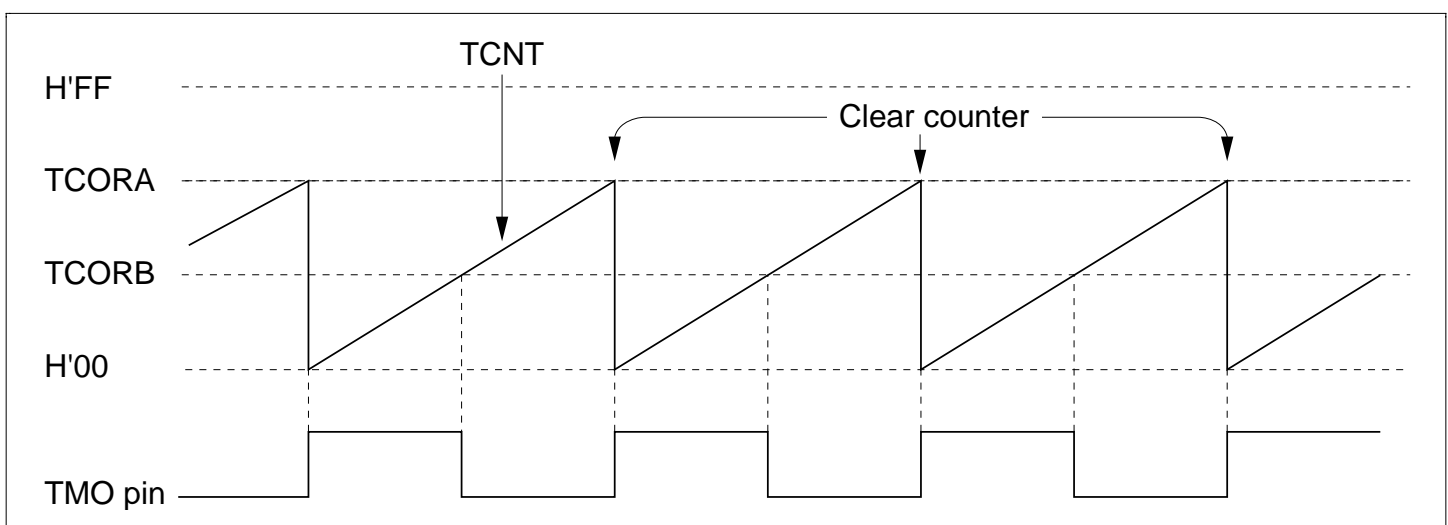 TCNT
H'FF
Clear counter
TCORA
TCORB
H'00
TMO pin